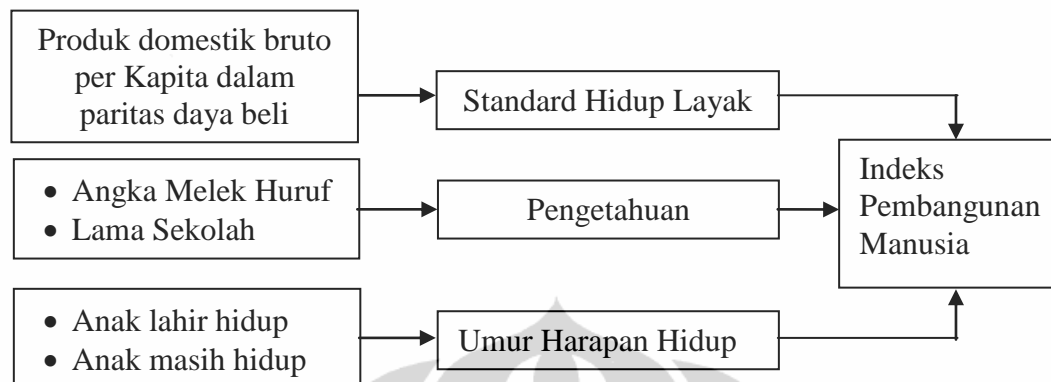 Produk domestik bruto
per Kapita dalam
paritas daya beli
Standard Hidup Layak
• Angka Melek Huruf
• Lama Sekolah
Pengetahuan
Indeks
Pembangunan
Manusia
• Anak lahir hidup
• Anak masih hidup
Umur Harapan Hidup